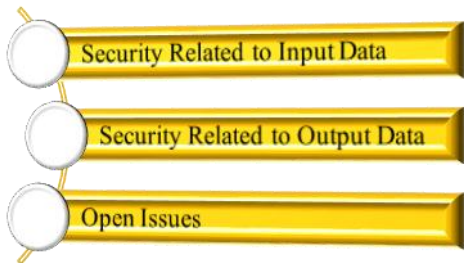 Security Related to Input Data
Security Related to Output Data
Open Issues